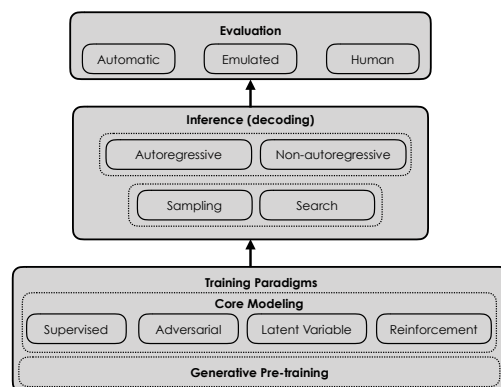 Evaluation
Automatic Emulated Human
Inference (decoding)
Autoregressive Non-autoregressive
Sampling Search
Training Paradigms
Core Modeling
Supervised Adversarial Latent Variable Reinforcement
Generative Pre-training